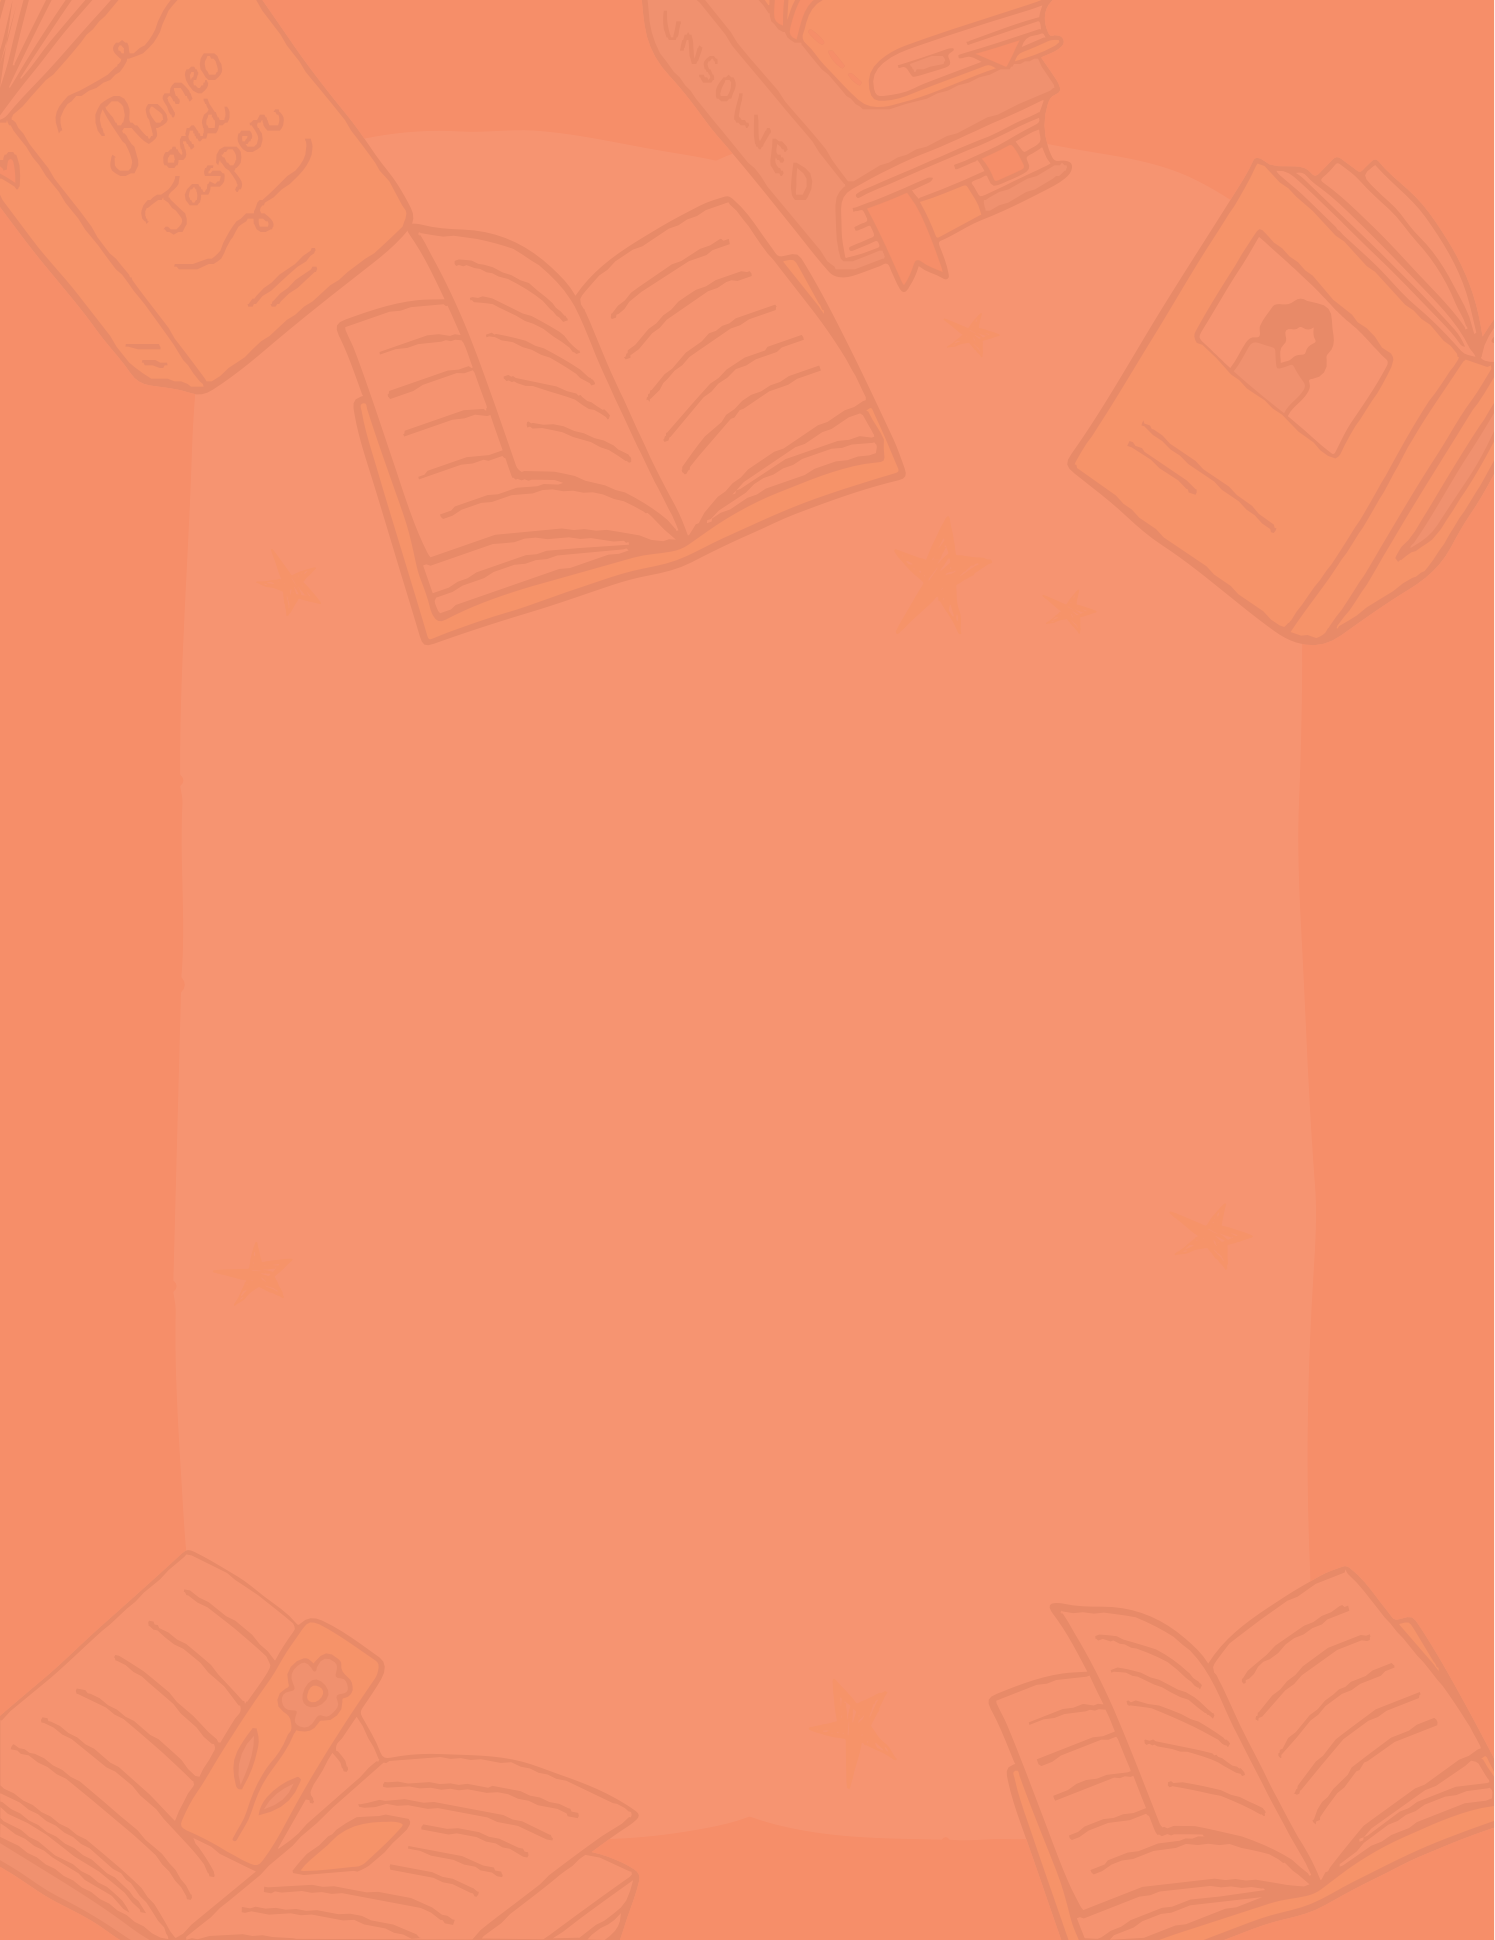 Romeo
and
Jasper
UNSOLVED